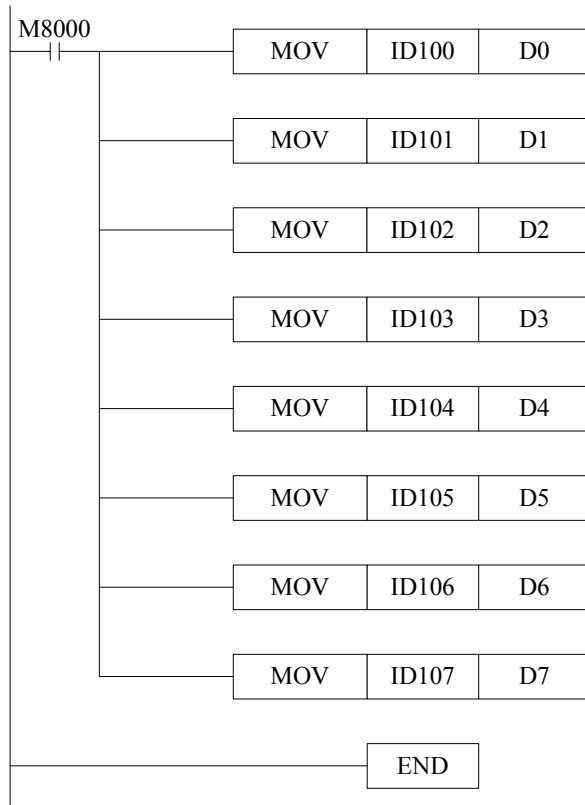 M8000
MOV ID100 D0
MOV ID101 D1
MOV ID102 D2
MOV ID103 D3
MOV ID104 D4
MOV ID105 D5
MOV ID106 D6
MOV ID107 D7
END